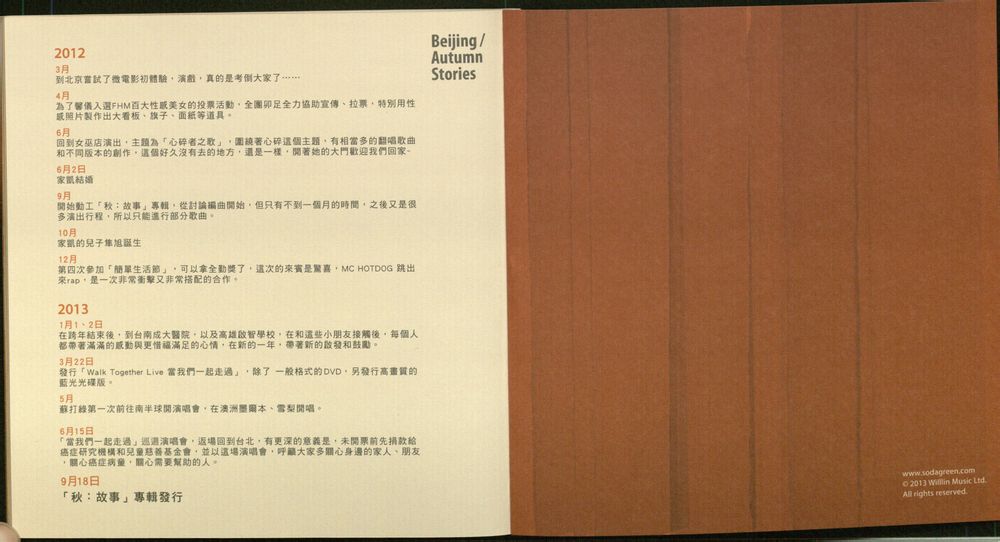 Beijing /
Autumn
Stories
2012
3月
到北京嘗試了微電影初體驗，演戲，真的是考倒大家了……
4月
為了馨儀入選FHM百大性感美女的投票活動，全團卯足全力協助宣傳、拉票，特別用性
感照片製作出大看板、旗子、面紙等道具。
6月
回到女巫店演出，主題為「心碎者之歌」，圍繞著心碎這個主題，有相當多的翻唱歌曲
和不同版本的創作，這個好久沒有去的地方，還是一樣，開著她的大門歡迎我們回家~
6月2日
家凱結婚
9月
開始動工「秋：故事」專輯，從討論編曲開始，但只有不到一個月的時間，之後又是很
多演出行程，所以只能進行部分歌曲。
10月
家凱的兒子隼旭誕生
12月
第四次參加「簡單生活節」，可以拿全勤獎了，這次的來賓是驚喜，MC HOTDOG 跳出
來rap，是一次非常衝擊又非常搭配的合作。
2013
1月1、2日
在跨年結束後，到台南成大醫院，以及高雄啟智學校，在和這些小朋友接觸後，每個人
都帶著滿滿的感動與更惜福滿足的心情，在新的一年，帶著新的啟發和鼓勵。
3月22日
發行「Walk Together Live 當我們一起走過」，除了 一般格式的DVD，另發行高畫質的
藍光光碟版。
5月
蘇打綠第一次前往南半球開演唱會，在澳洲墨爾本、雪梨開唱。
6月15日
「當我們一起走過」巡迴演唱會，返場回到台北，有更深的意義是，未開票前先捐款給
癌症研究機構和兒童慈善基金會，並以這場演唱會，呼籲大家多關心身邊的家人、朋友
，關心癌症病童，關心需要幫助的人。
9月18日
「秋：故事」專輯發行
www.sodagreen.com
© 2013 Willlin Music Ltd.
All rights reserved.